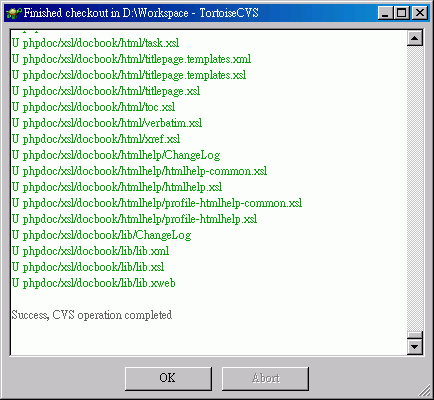 Finished checkout in D:\Workspace - TortoiseCVS
U phpdoc/xsl/docbook/html/task.xsl
U phpdoc/xsl/docbook/html/titlepage.templates.xml
U phpdoc/xsl/docbook/html/titlepage.templates.xsl
U phpdoc/xsl/docbook/html/titlepage.xsl
U phpdoc/xsl/docbook/html/toc.xsl
U phpdoc/xsl/docbook/html/verbatim.xsl
U phpdoc/xsl/docbook/html/xref.xsl
U phpdoc/xsl/docbook/htmlhelp/ChangeLog
U phpdoc/xsl/docbook/htmlhelp/htmlhelp-common.xsl
U phpdoc/xsl/docbook/htmlhelp/htmlhelp.xsl
U phpdoc/xsl/docbook/htmlhelp/profile-htmlhelp-common.xsl
U phpdoc/xsl/docbook/htmlhelp/profile-htmlhelp.xsl
U phpdoc/xsl/docbook/lib/ChangeLog
U phpdoc/xsl/docbook/lib/lib.xml
U phpdoc/xsl/docbook/lib/lib.xsl
U phpdoc/xsl/docbook/lib/lib.xweb
Success, CVS operation completed
OK Abort